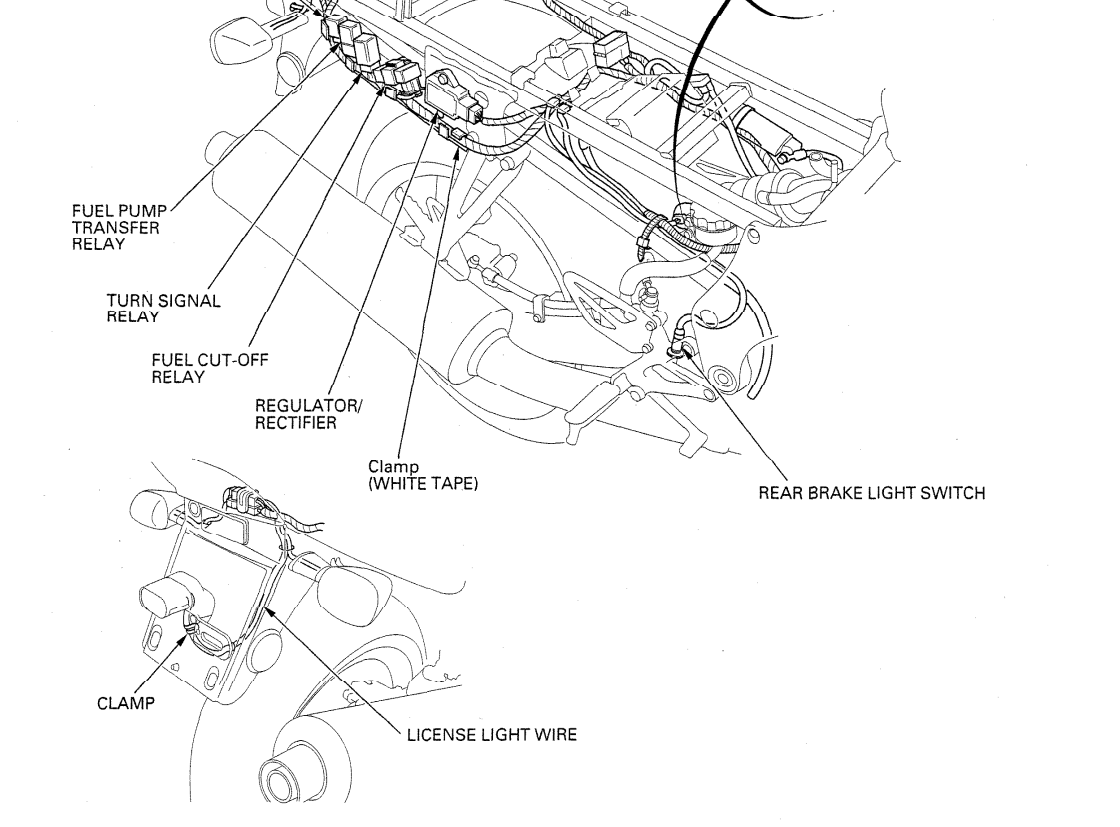 FUEL PUMP
TRANSFER
RELAY
TURN SIGNAL
RELAY
FUEL CUT-OFF
RELAY
REGULATOR/
RECTIFIER
Clamp
(WHITE TAPE)
REAR BRAKE LIGHT SWITCH
CLAMP
LICENSE LIGHT WIRE